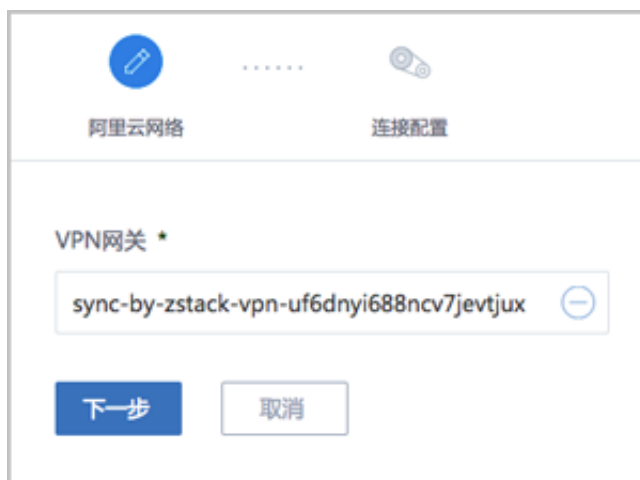 阿里云网络
连接配置
VPN网关 *
sync-by-zstack-vpn-uf6dnyi688ncv7jevtjux
下一步
取消